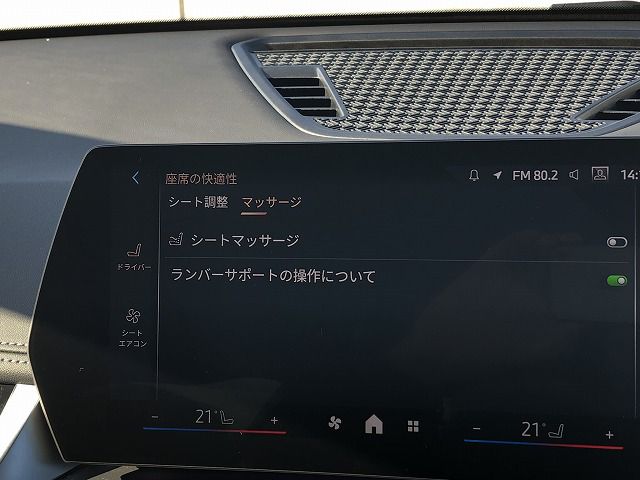 座席の快適性
FM 80.2
14:
シート調整 マッサージ
シートマッサージ
ランバーサポートの操作について
ドライバー
シート
エアコン
− 21° +
− 21° +